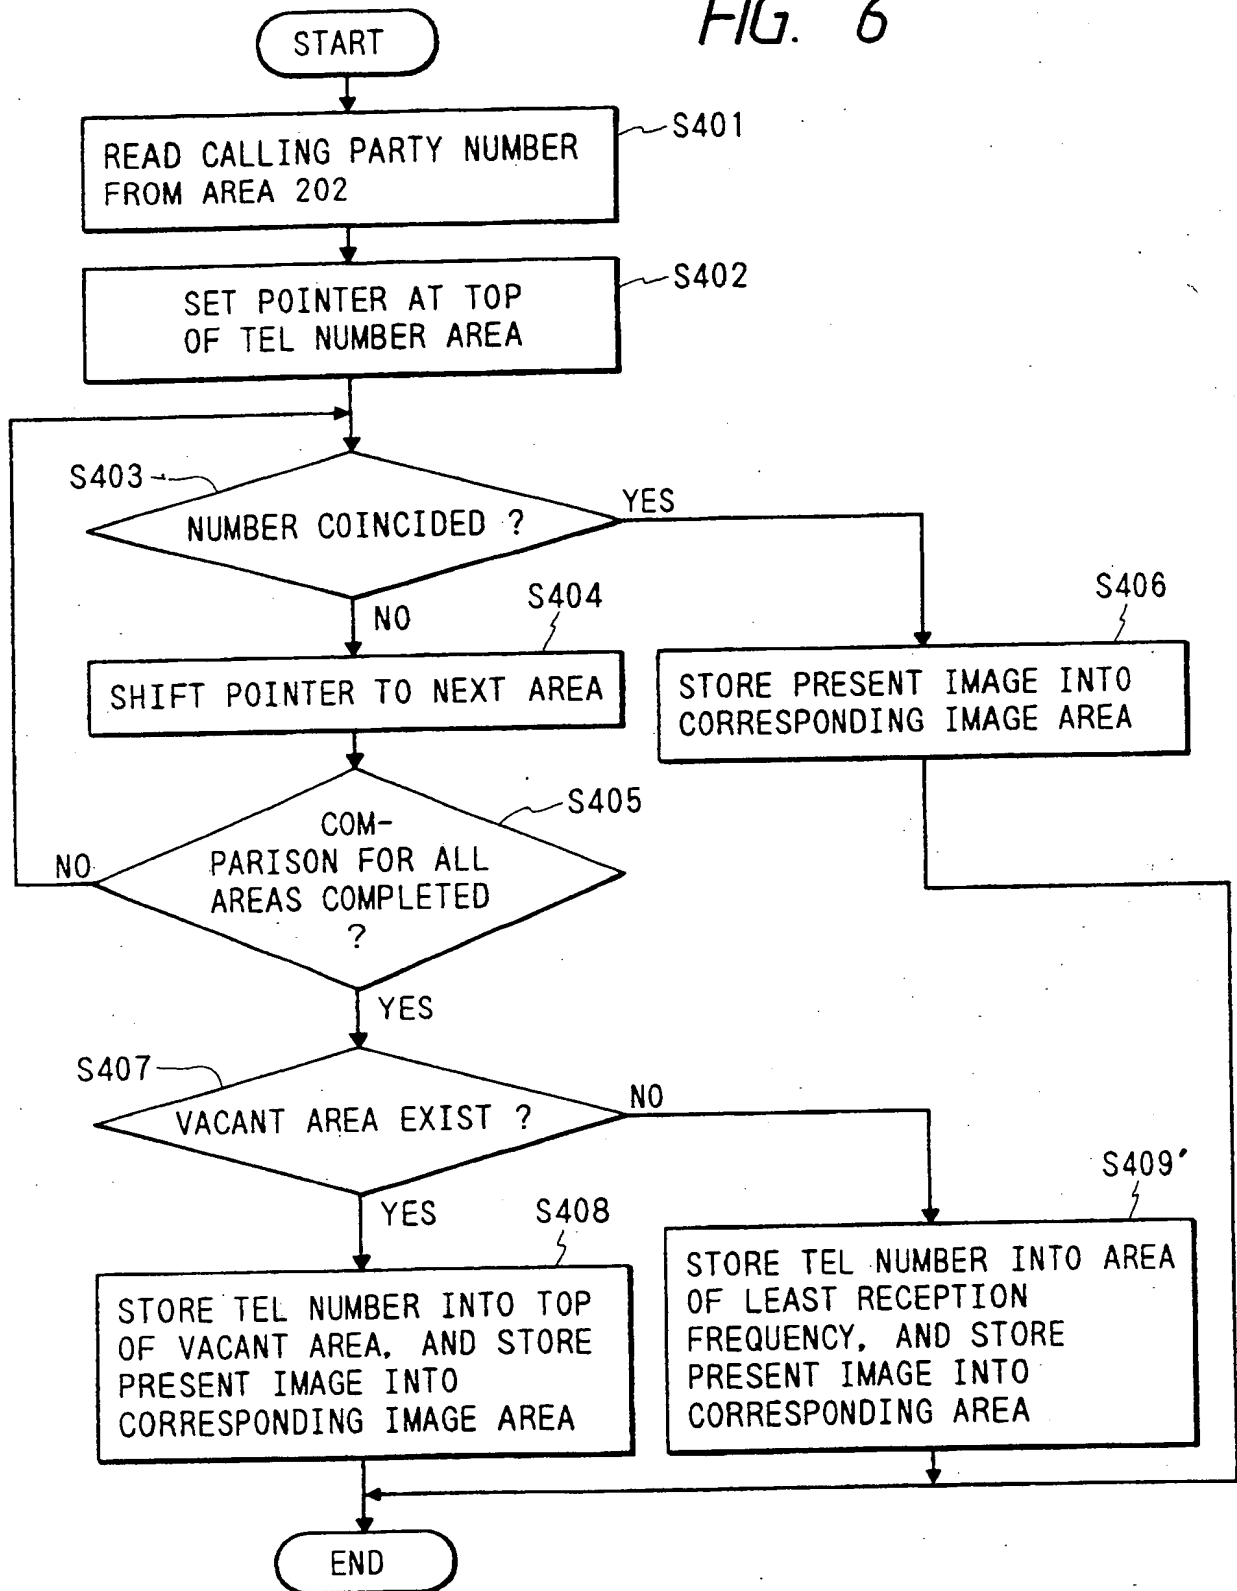 FIG. 6
START
S401
READ CALLING PARTY NUMBER
FROM AREA 202
S402
SET POINTER AT TOP
OF TEL NUMBER AREA
S403
NUMBER COINCIDED ?
YES
NO
S404
SHIFT POINTER TO NEXT AREA
S406
STORE PRESENT IMAGE INTO
CORRESPONDING IMAGE AREA
S405
COM-
PARISON FOR ALL
AREAS COMPLETED
?
NO
YES
S407
VACANT AREA EXIST ?
NO
YES
S408
STORE TEL NUMBER INTO TOP
OF VACANT AREA, AND STORE
PRESENT IMAGE INTO
CORRESPONDING IMAGE AREA
S409'
STORE TEL NUMBER INTO AREA
OF LEAST RECEPTION
FREQUENCY, AND STORE
PRESENT IMAGE INTO
CORRESPONDING AREA
END